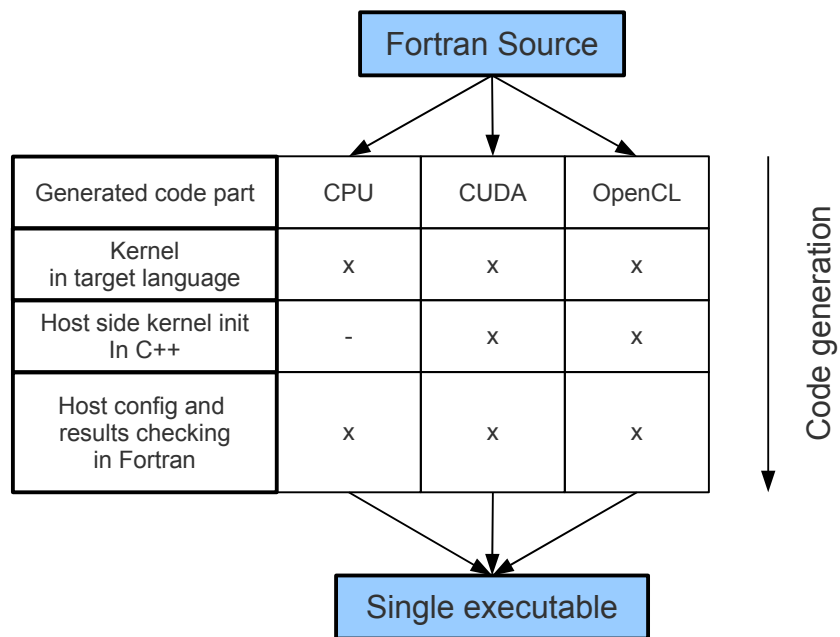 Fortran Source
Generated code part
CPU
CUDA
OpenCL
Kernel
in target language
x
x
x
Host side kernel init
In C++
-
x
x
Host config and
results checking
in Fortran
x
x
x
Code generation
Single executable